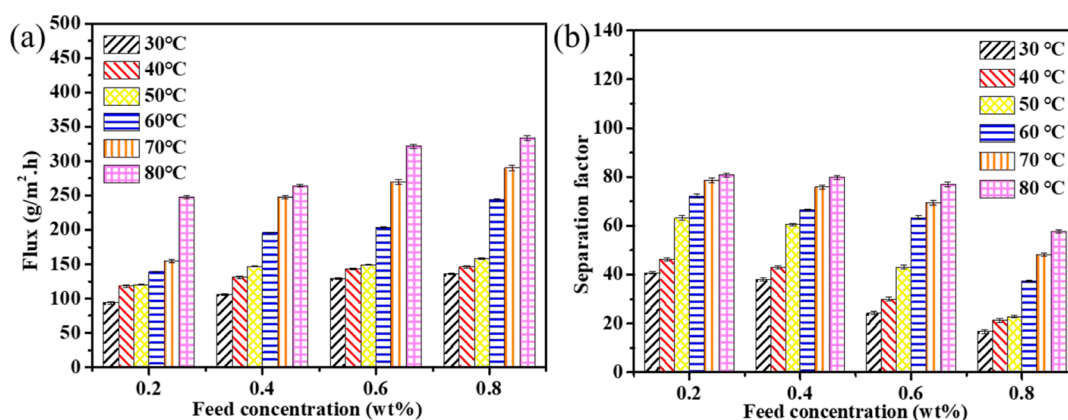 (a)
500
450
400
350
300
250
200
150
100
50
0
Flux (g/m².h)
30°C
40°C
50°C
60°C
70°C
80°C
0.2 0.4 0.6 0.8
Feed concentration (wt%)
(b)
140
120
100
80
60
40
20
0
Separation factor
30 °C
40 °C
50 °C
60 °C
70 °C
80 °C
0.2 0.4 0.6 0.8
Feed concentration (wt%)